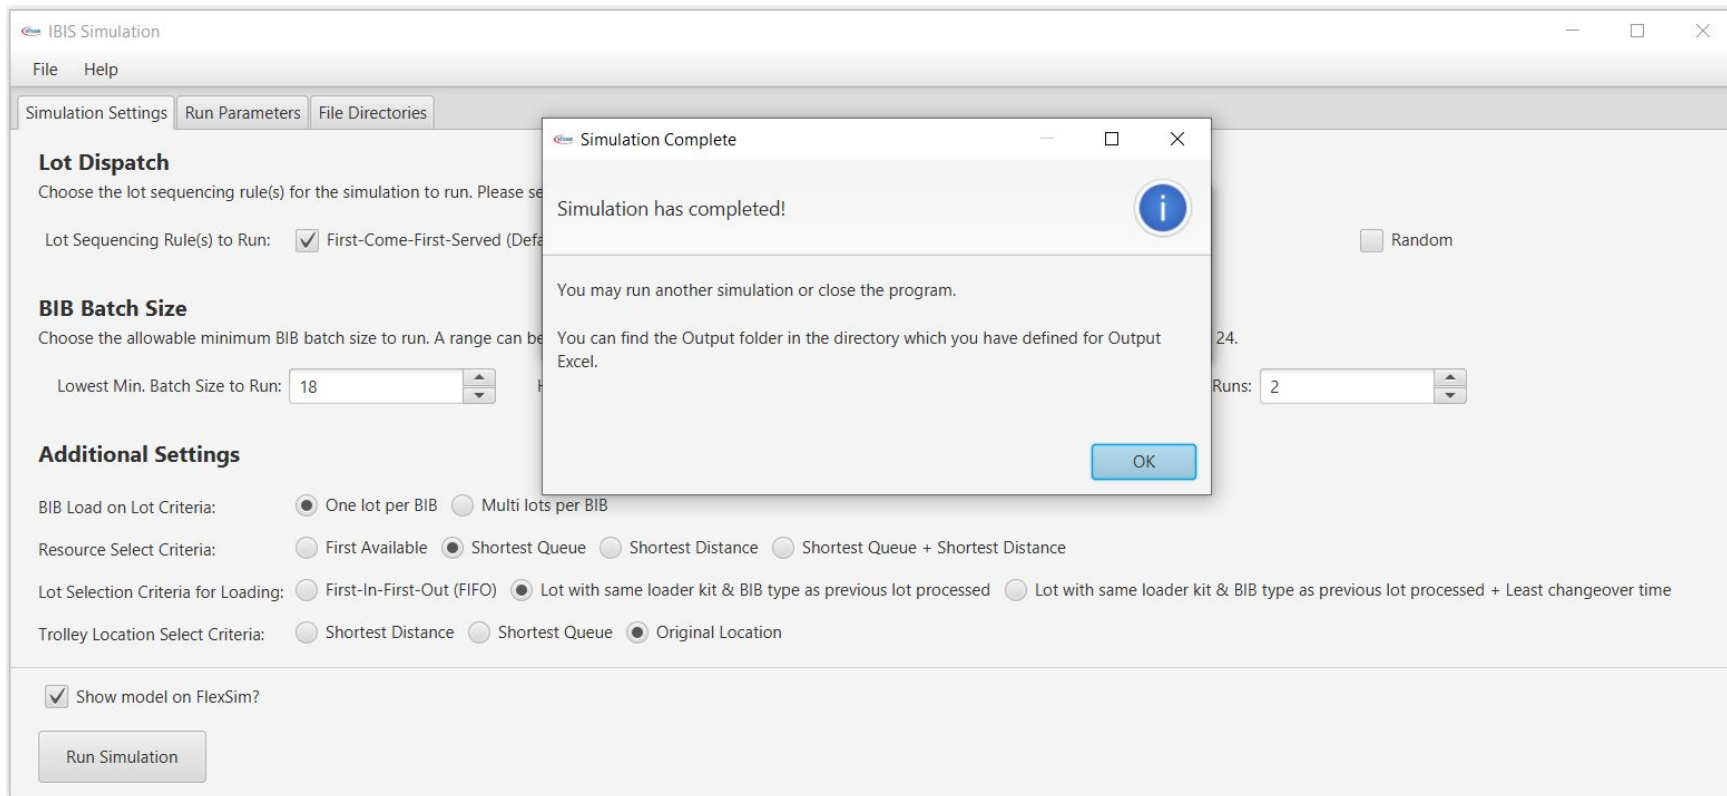 IBIS Simulation
File Help
Simulation Settings Run Parameters File Directories
Simulation Complete
Simulation has completed!
You may run another simulation or close the program.
You can find the Output folder in the directory which you have defined for Output
Excel.
OK
Lot Dispatch
Choose the lot sequencing rule(s) for the simulation to run. Please
Lot Sequencing Rule(s) to Run: First-Come-First-Served Random
BIB Batch Size
Choose the allowable minimum BIB batch size to run. A range can be 24.
Lowest Min. Batch Size to Run: 18 Runs: 2
Additional Settings
BIB Load on Lot Criteria: One lot per BIB Multi lots per BIB
Resource Select Criteria: First Available Shortest Queue Shortest Distance Shortest Queue + Shortest Distance
Lot Selection Criteria for Loading: First-In-First-Out (FIFO) Lot with same loader kit & BIB type as previous lot processed Lot with same loader kit & BIB type as previous lot processed + Least changeover time
Trolley Location Select Criteria: Shortest Distance Shortest Queue Original Location
Show model on FlexSim?
Run Simulation